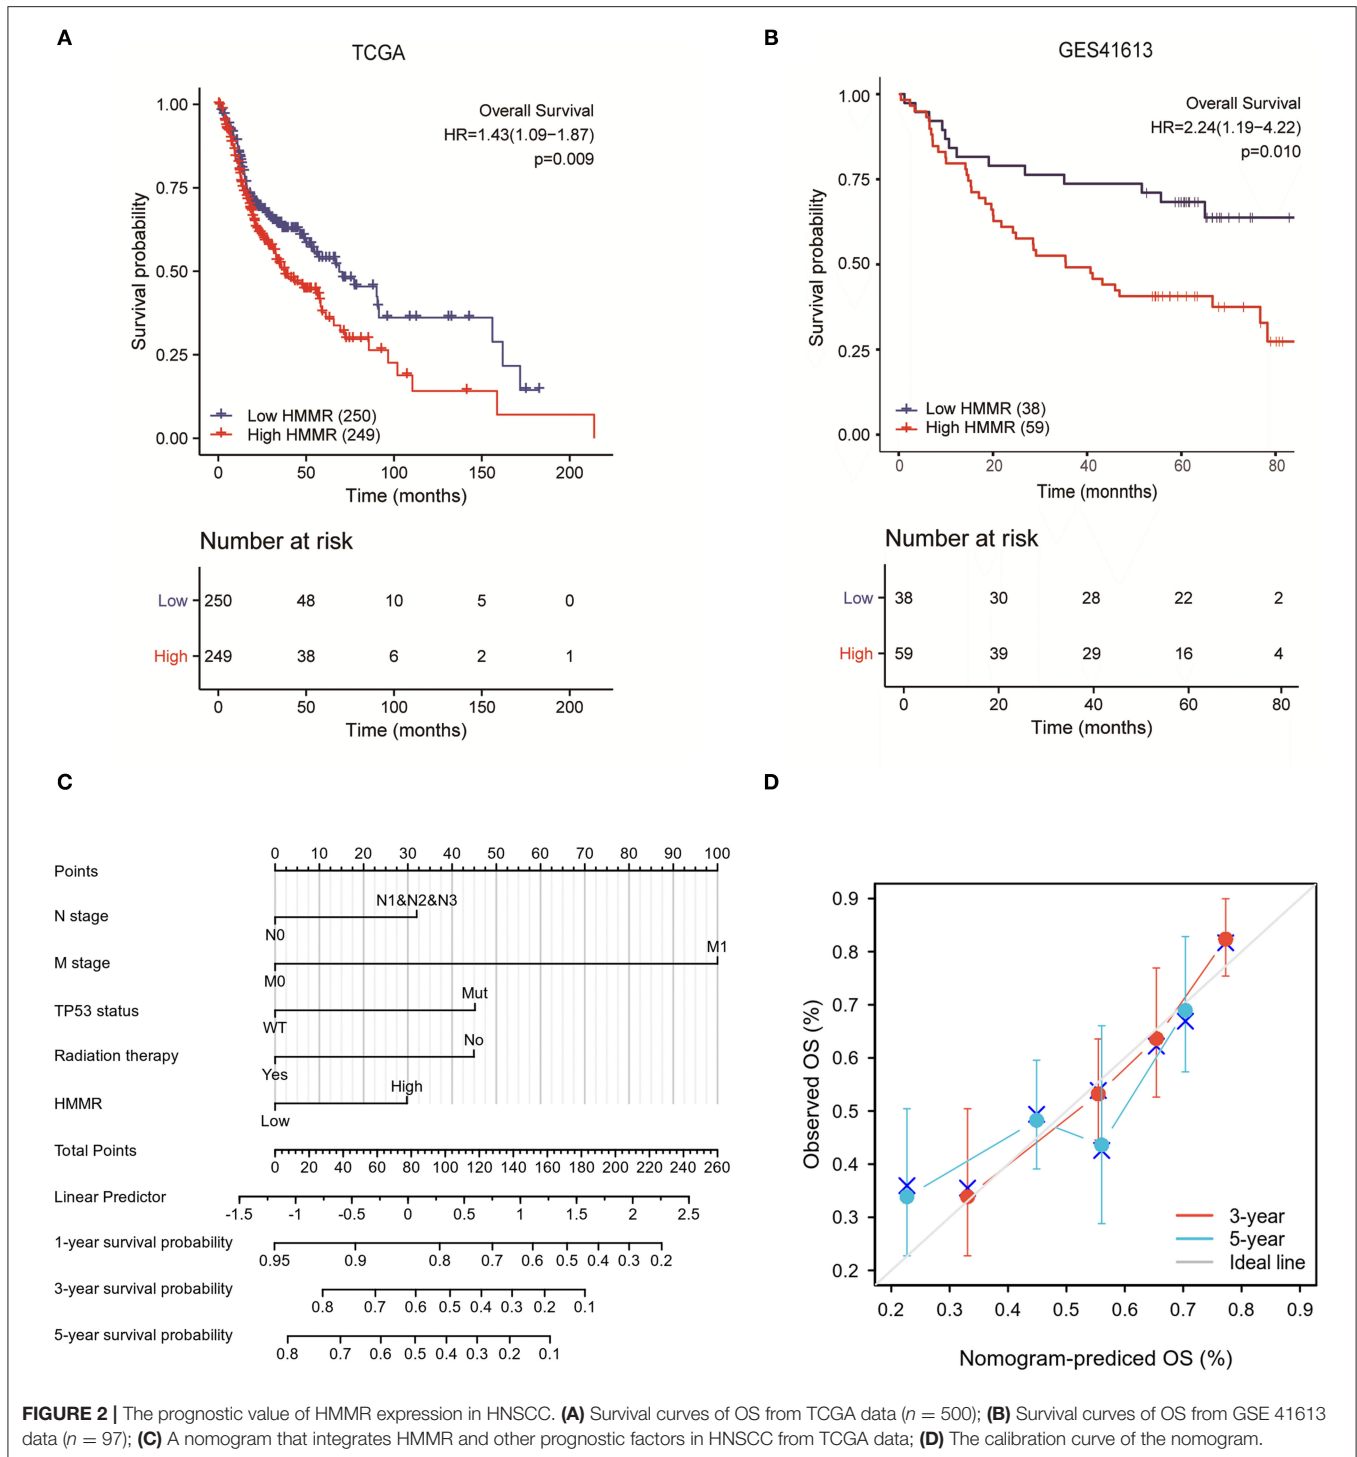 A
TCGA
Overall Survival
HR=1.43(1.09−1.87)
p=0.009
1.00
0.75
0.50
0.25
0.00
Survival probability
Low HMMR (250)
High HMMR (249)
0 50 100 150 200
Time (months)
Number at risk
Low 250 48 10 5 0
High 249 38 6 2 1
0 50 100 150 200
Time (months)
B
GES41613
Overall Survival
HR=2.24(1.19−4.22)
p=0.010
1.00
0.75
0.50
0.25
0.00
Survival probability
Low HMMR (38)
High HMMR (59)
0 20 40 60 80
Time (monnths)
Number at risk
Low 38 30 28 22 2
High 59 39 29 16 4
0 20 40 60 80
Time (months)
C
0 10 20 30 40 50 60 70 80 90 100
Points
N1&N2&N3
N stage
N0
M1
M stage
M0
Mut
TP53 status
WT
No
Radiation therapy
Yes
High
HMMR
Low
Total Points
0 20 40 60 80 100 120 140 160 180 200 220 240 260
Linear Predictor
-1.5 -1 -0.5 0 0.5 1 1.5 2 2.5
1-year survival probability
0.95 0.9 0.8 0.7 0.6 0.5 0.4 0.3 0.2
3-year survival probability
0.8 0.7 0.6 0.5 0.4 0.3 0.2 0.1
5-year survival probability
0.8 0.7 0.6 0.5 0.4 0.3 0.2 0.1
D
0.9
0.8
0.7
0.6
0.5
0.4
0.3
0.2
Observed OS (%)
3-year
5-year
Ideal line
0.2 0.3 0.4 0.5 0.6 0.7 0.8 0.9
Nomogram-prediced OS (%)
FIGURE 2 | The prognostic value of HMMR expression in HNSCC. (A) Survival curves of OS from TCGA data (n = 500); (B) Survival curves of OS from GSE 41613
data (n = 97); (C) A nomogram that integrates HMMR and other prognostic factors in HNSCC from TCGA data; (D) The calibration curve of the nomogram.